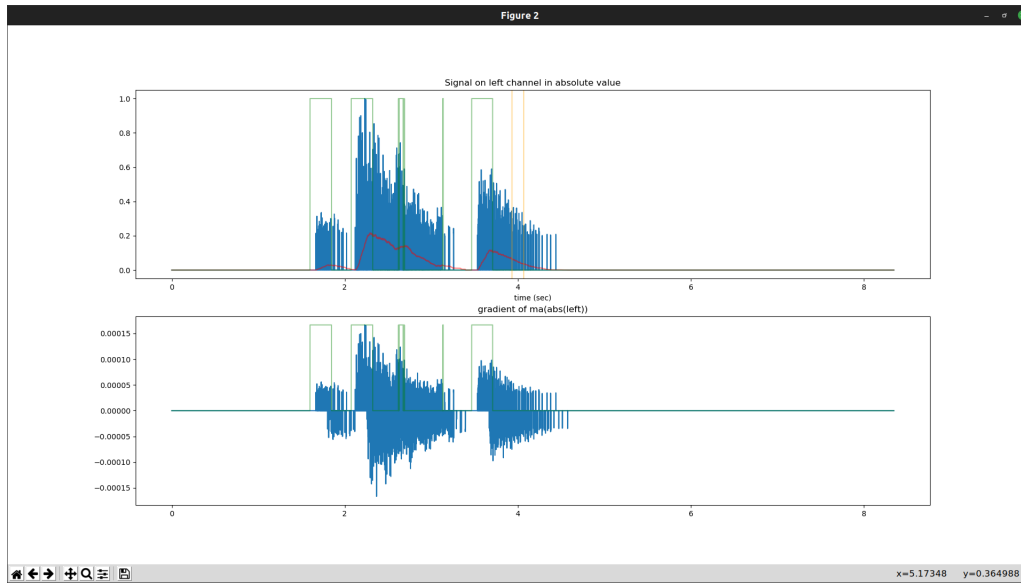 Figure 2
Signal on left channel in absolute value
1.0
0.8
0.6
0.4
0.2
0.0
0 2 4 6 8
time (sec)
gradient of ma(abs(left))
0.00015
0.00010
0.00005
0.00000
−0.00005
−0.00010
−0.00015
0 2 4 6 8
x=5.17348 y=0.364988